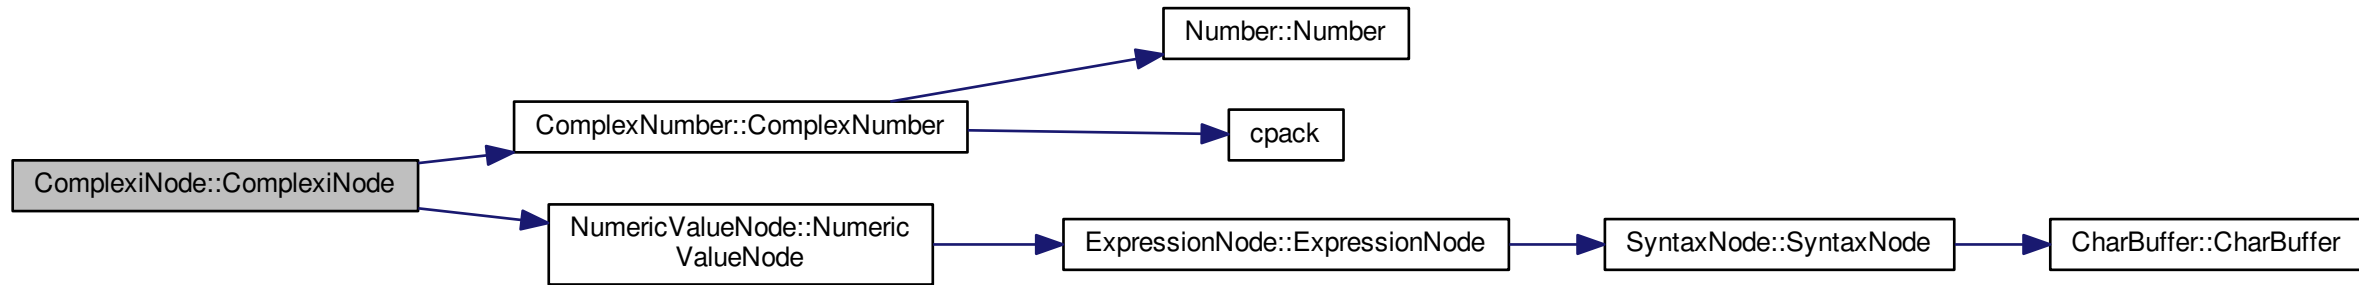 Number::Number
ComplexNumber::ComplexNumber
cpack
ComplexiNode::ComplexiNode
NumericValueNode::Numeric
ValueNode
ExpressionNode::ExpressionNode
SyntaxNode::SyntaxNode
CharBuffer::CharBuffer